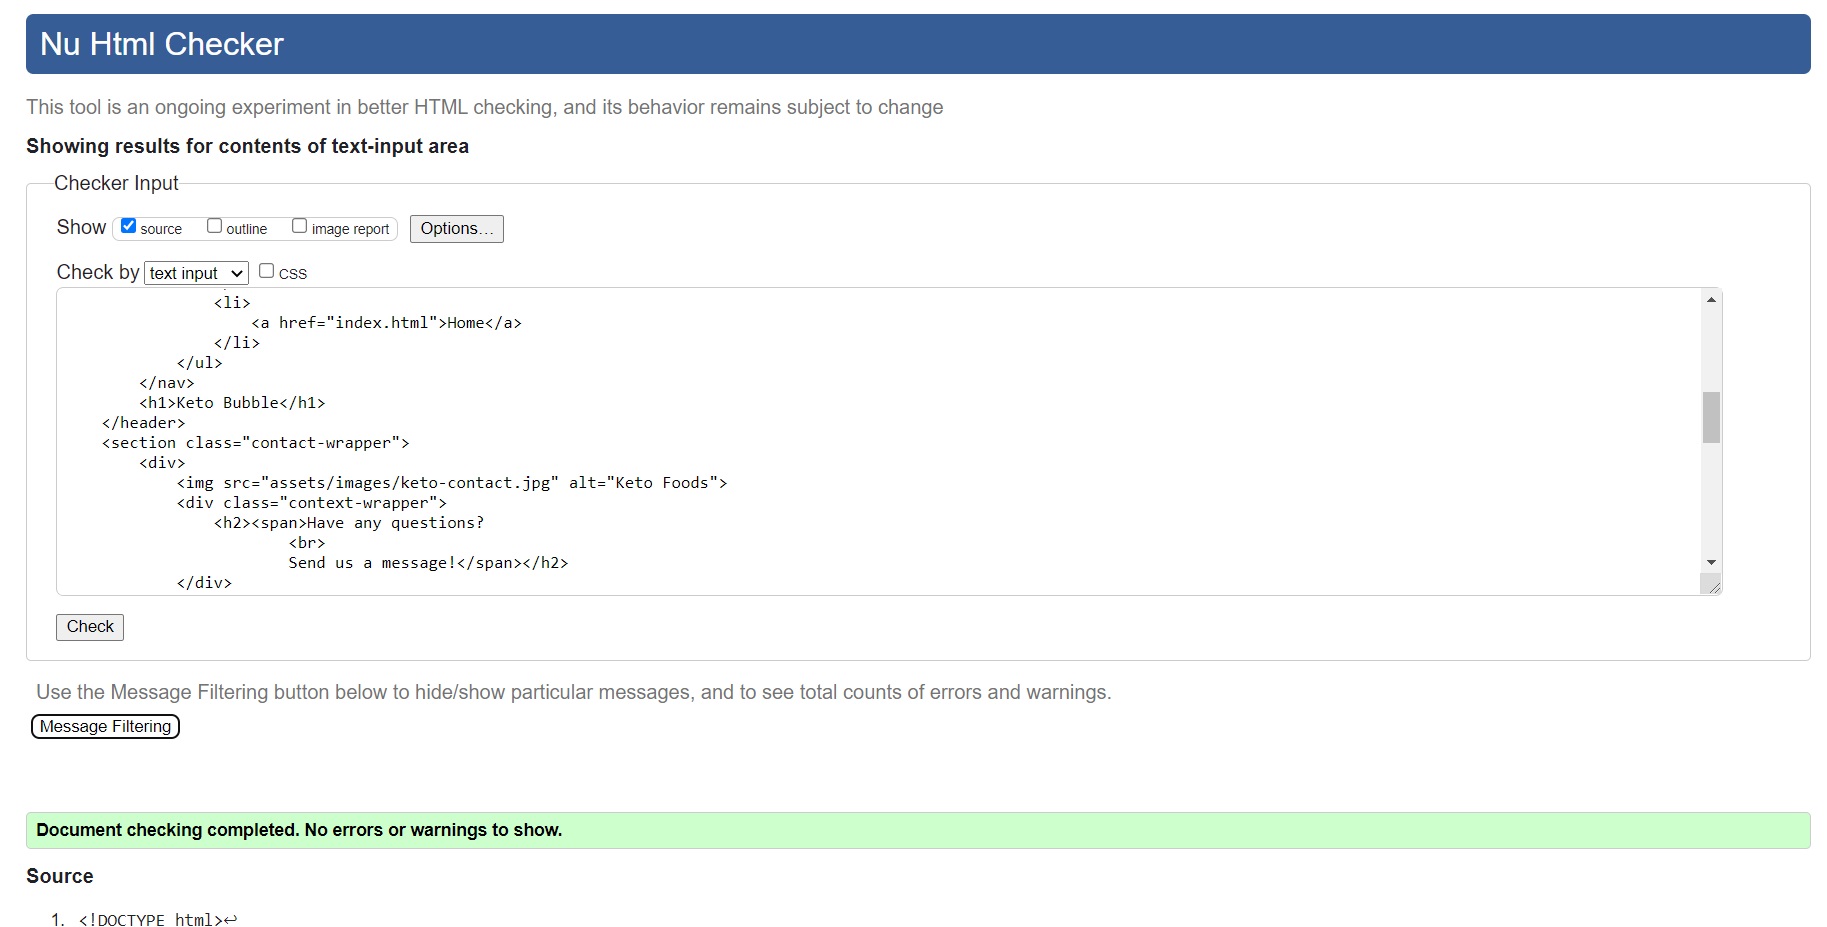 Nu Html Checker
This tool is an ongoing experiment in better HTML checking, and its behavior remains subject to change
Showing results for contents of text-input area
Checker Input
Show source outline image report Options...
Check by text input CSS
<li>
<a href="index.html">Home</a>
</li>
</ul>
</nav>
<h1>Keto Bubble</h1>
</header>
<section class="contact-wrapper">
<div>
<img src="assets/images/keto-contact.jpg" alt="Keto Foods">
<div class="context-wrapper">
<h2><span>Have any questions?
<br>
Send us a message!</span></h2>
</div>
Check
Use the Message Filtering button below to hide/show particular messages, and to see total counts of errors and warnings.
Message Filtering
Document checking completed. No errors or warnings to show.
Source
1. <!DOCTYPE html>↩